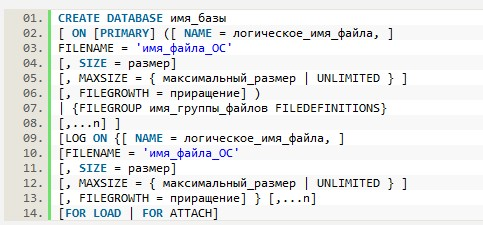 01. CREATE DATABASE имя_базы
02. [ ON [PRIMARY] ([ NAME = логическое_имя_файла, ]
03. FILENAME = 'имя_файла_ОС'
04. [, SIZE = размер]
05. [, MAXSIZE = { максимальный_размер | UNLIMITED } ]
06. [, FILEGROWTH = приращение] )
07. | {FILEGROUP имя_группы_файлов FILEDEFINITIONS}
08. [,...n] ]
09. [LOG ON {[ NAME = логическое_имя_файла, ]
10. [FILENAME = 'имя_файла_ОС'
11. [, SIZE = размер]
12. [, MAXSIZE = { максимальный_размер | UNLIMITED } ]
13. [, FILEGROWTH = приращение] } [,...n]
14. [FOR LOAD | FOR ATTACH]